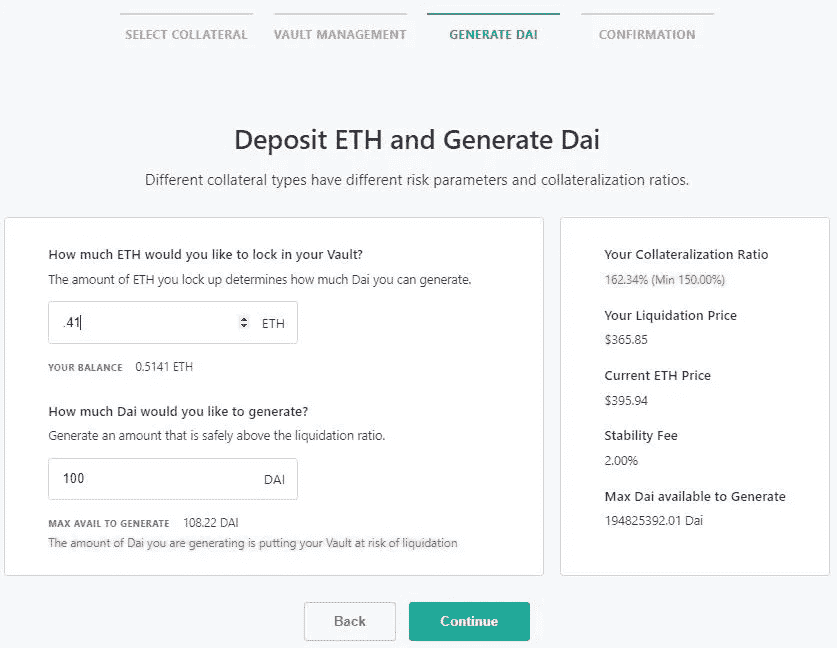 SELECT COLLATERAL VAULT MANAGEMENT GENERATE DAI CONFIRMATION
Deposit ETH and Generate Dai
Different collateral types have different risk parameters and collateralization ratios.
How much ETH would you like to lock in your Vault?
The amount of ETH you lock up determines how much Dai you can generate.
.41 ETH
YOUR BALANCE 0.5141 ETH
How much Dai would you like to generate?
Generate an amount that is safely above the liquidation ratio.
100 DAI
MAX AVAIL TO GENERATE 108.22 DAI
The amount of Dai you are generating is putting your Vault at risk of liquidation
Your Collateralization Ratio
162.34% (Min 150.00%)
Your Liquidation Price
$365.85
Current ETH Price
$395.94
Stability Fee
2.00%
Max Dai available to Generate
194825392.01 Dai
Back Continue